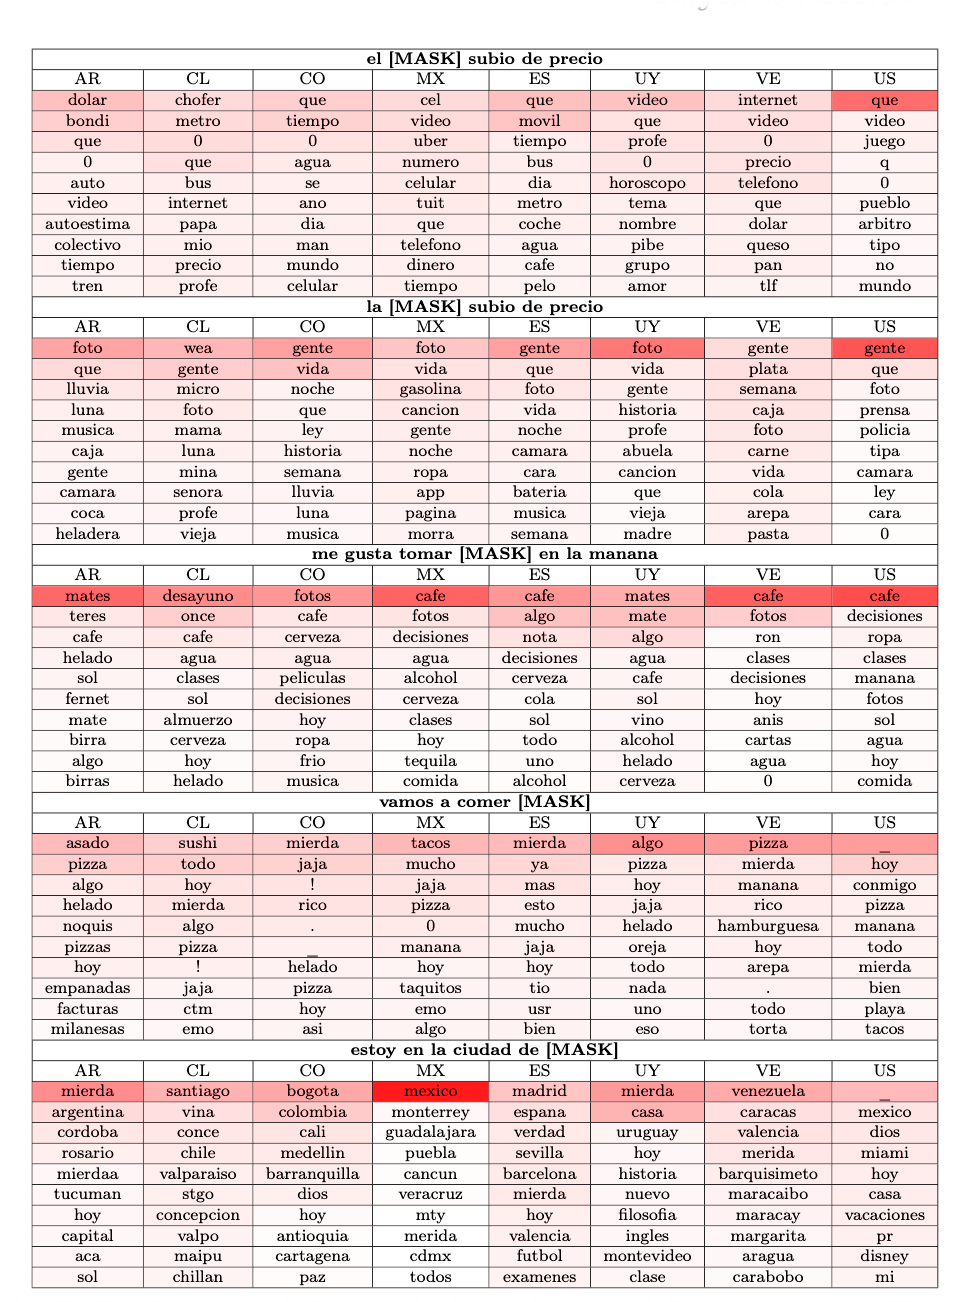 el [MASK] subio de precio
AR CL CO MX ES UY VE US
dolar chofer que cel que video internet que
bondi metro tiempo video movil que video video
que 0 0 uber tiempo profe 0 juego
0 que agua numero bus 0 precio q
auto bus se celular dia horoscopo telefono 0
video internet ano tuit metro tema que pueblo
autoestima papa dia que coche nombre dolar arbitro
colectivo mio man telefono agua pibe queso tipo
tiempo precio mundo dinero cafe grupo pan no
tren profe celular tiempo pelo amor tlf mundo
la [MASK] subio de precio
AR CL CO MX ES UY VE US
foto wea gente foto gente foto gente gente
que gente vida vida que vida plata que
lluvia micro noche gasolina foto gente semana foto
luna foto que cancion vida historia caja prensa
musica mama ley gente noche profe foto policia
caja luna historia noche camara abuela carne tipa
gente mina semana ropa cara cancion vida camara
camara senora lluvia app bateria que cola ley
coca profe luna pagina musica vieja arepa cara
heladera vieja musica morra semana madre pasta 0
me gusta tomar [MASK] en la manana
AR CL CO MX ES UY VE US
mates desayuno fotos cafe cafe mates cafe cafe
teres once cafe fotos algo mate fotos decisiones
cafe cafe cerveza decisiones nota algo ron ropa
helado agua agua agua decisiones agua clases clases
sol clases peliculas alcohol cerveza cafe decisiones manana
fernet sol decisiones cerveza cola sol hoy fotos
mate almuerzo hoy clases sol vino anis sol
birra cerveza ropa hoy todo alcohol cartas agua
algo hoy frio tequila uno helado agua hoy
birras helado musica comida alcohol cerveza 0 comida
vamos a comer [MASK]
AR CL CO MX ES UY VE US
asado sushi mierda tacos mierda algo pizza _
pizza todo jaja mucho ya pizza mierda hoy
algo hoy ! jaja mas hoy manana conmigo
helado mierda rico pizza esto jaja rico pizza
noquis algo . 0 mucho helado hamburguesa manana
pizzas pizza _ manana jaja oreja hoy todo
hoy ! helado hoy hoy todo arepa mierda
empanadas jaja pizza taquitos tio nada . bien
facturas ctm hoy emo usr uno todo playa
milanesas emo asi algo bien eso torta tacos
estoy en la ciudad de [MASK]
AR CL CO MX ES UY VE US
mierda santiago bogota mexico madrid mierda venezuela _
argentina vina colombia monterrey espana casa caracas mexico
cordoba conce cali guadalajara verdad uruguay valencia dios
rosario chile medellin puebla sevilla hoy merida miami
mierdaa valparaiso barranquilla cancun barcelona historia barquisimeto hoy
tucuman stgo dios veracruz mierda nuevo maracaibo casa
hoy concepcion hoy mty hoy filosofia maracay vacaciones
capital valpo antioquia merida valencia ingles margarita pr
aca maipu cartagena cdmx futbol montevideo aragua disney
sol chillan paz todos examenes clase carabobo mi